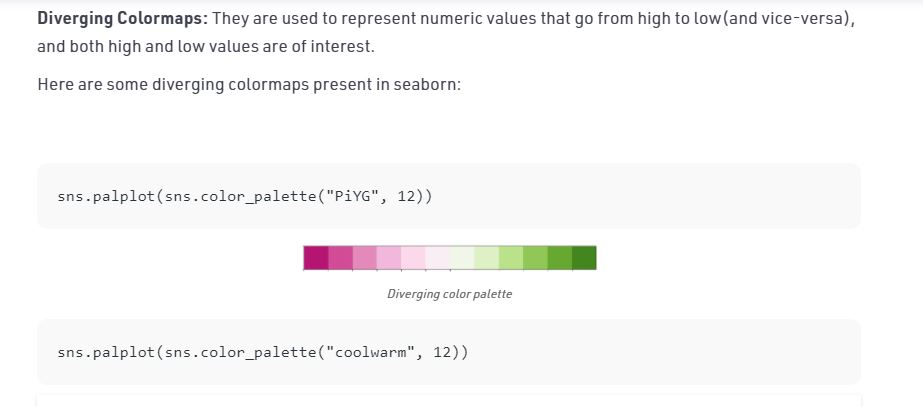 Diverging Colormaps: They are used to represent numeric values that go from high to low(and vice-versa),
and both high and low values are of interest.
Here are some diverging colormaps present in seaborn:
sns.palplot(sns.color_palette("PiYG", 12))
Diverging color palette
sns.palplot(sns.color_palette("coolwarm", 12))